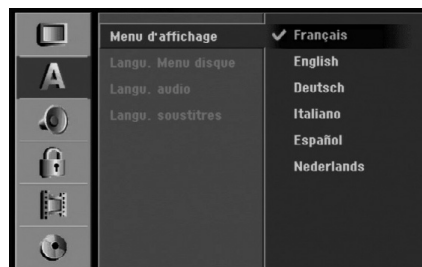 A
Menu d'affichage
Langu. Menu disque
Langu. audio
Langu. soustitres
✔ Français
English
Deutsch
Italiano
Español
Nederlands